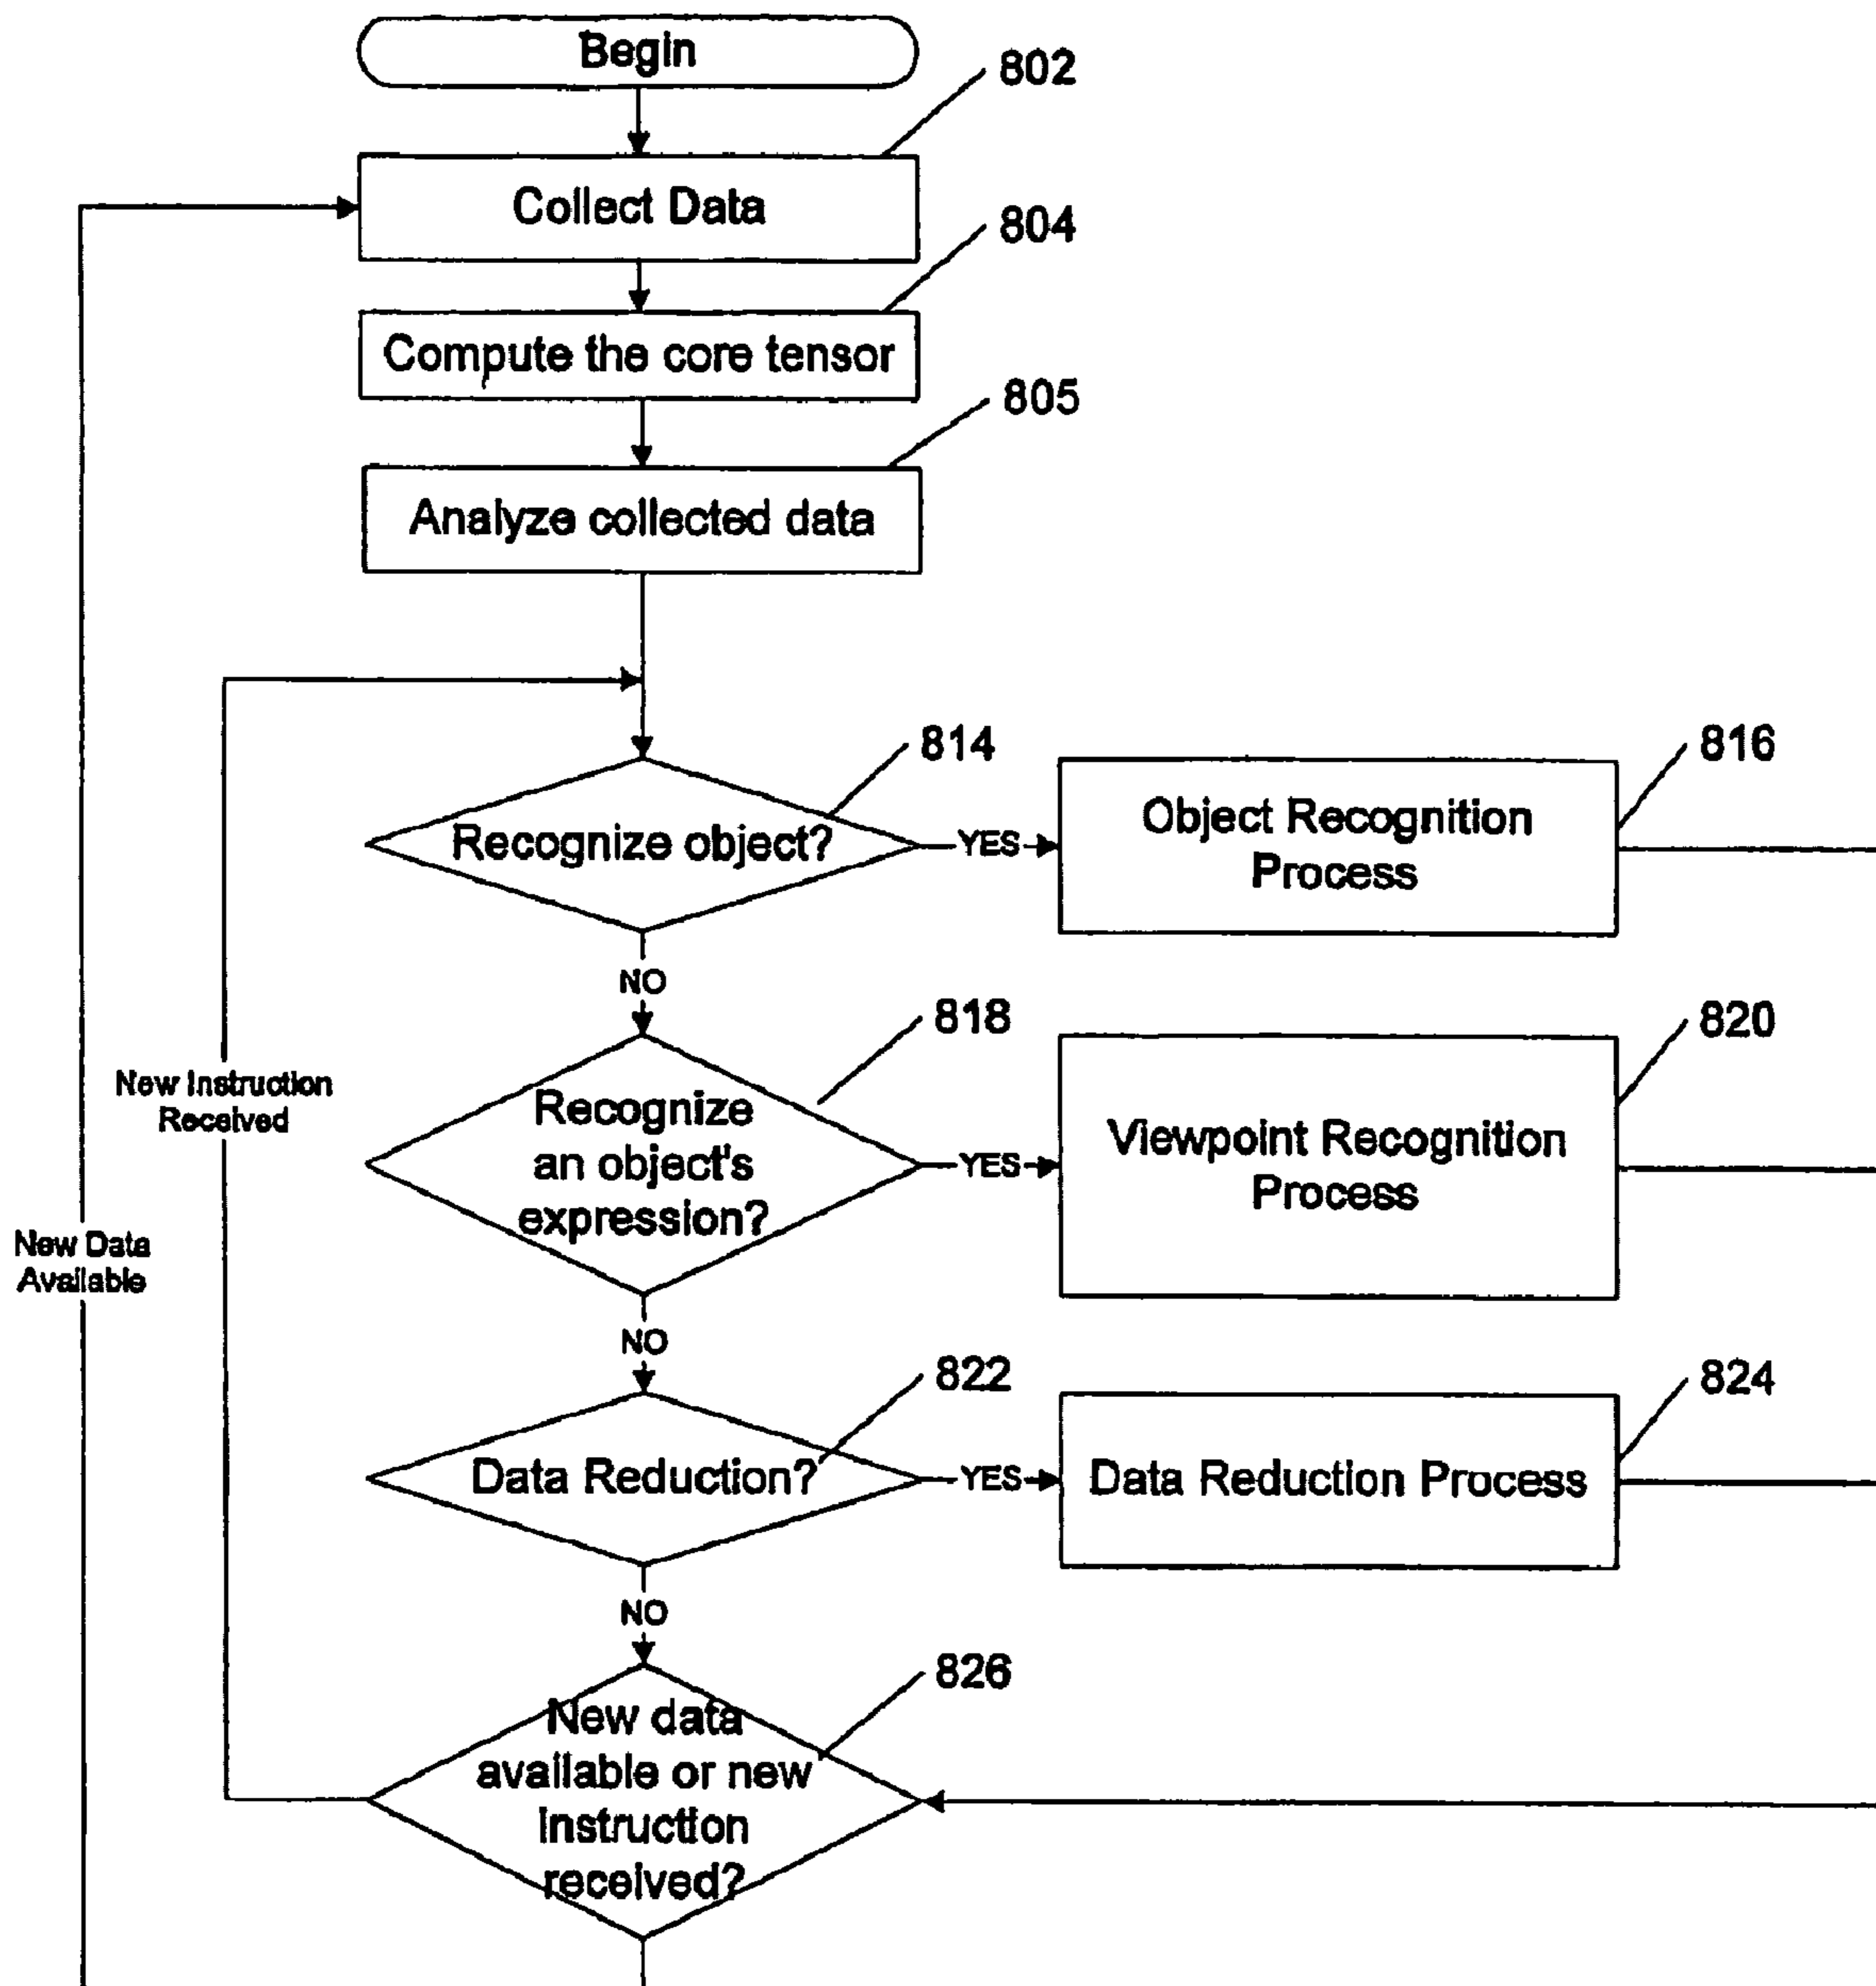 Begin
802
Collect Data
804
Compute the core tensor
805
Analyze collected data
814
Recognize object?
YES
816
Object Recognition
Process
NO
818
Recognize
an object's
expression?
YES
820
Viewpoint Recognition
Process
New Instruction
Received
New Data
Available
NO
822
Data Reduction?
YES
824
Data Reduction Process
NO
826
New data
available or new
instruction
received?